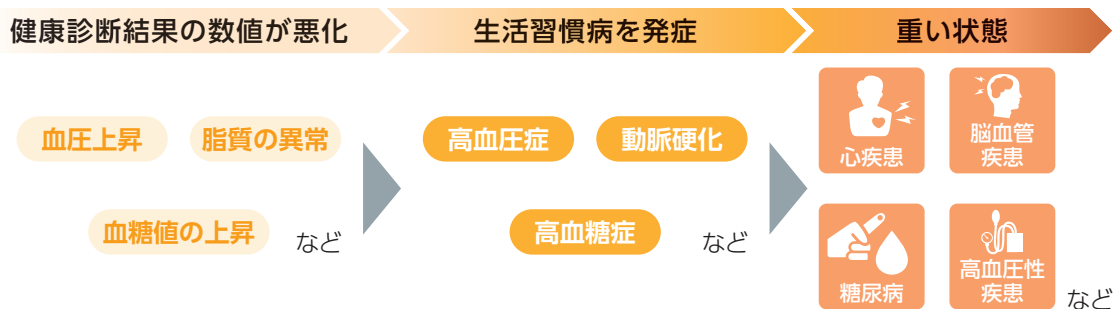 健康診断結果の数値が悪化
生活習慣病を発症
重い状態
血圧上昇
脂質の異常
血糖値の上昇
など
高血圧症
動脈硬化
高血糖症
など
心疾患
脳血管
疾患
糖尿病
高血圧性
疾患
など